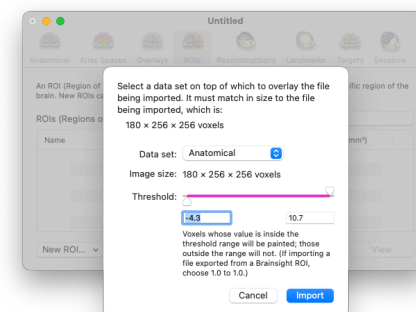 Untitled
Anatomical Atlas Spaces Overlays ROIs Reconstructions Landmarks Targets Sessions
An ROI (Region of
ific region of the
brain. New ROIs ca
ROIs (Regions o
Name
mm³)
Select a data set on top of which to overlay the file
being imported. It must match in size to the file
being imported, which is:
180 × 256 × 256 voxels
Data set: Anatomical
Image size: 180 × 256 × 256 voxels
Threshold:
-4.3 10.7
Voxels whose value is inside the
threshold range will be painted; those
outside the range will not. (If importing a
file exported from a Brainsight ROI,
choose 1.0 to 1.0.)
New ROI...
View
Cancel Import